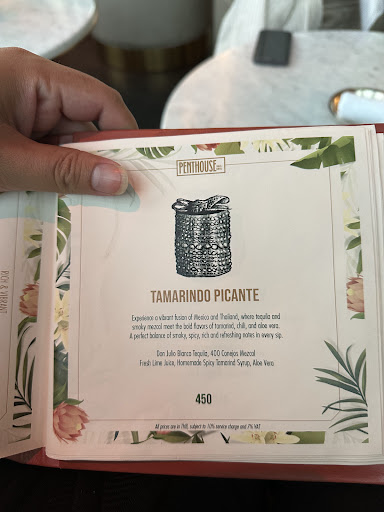 PENTHOUSE
TAMARINDO PICANTE
Experience a vibrant fusion of Mexico and Thailand, where tequila and
smoky mezcal meet the bold flavors of tamarind, chili, and aloe vera.
A perfect balance of smoky, spicy, rich and refreshing notes in every sip.
Don Julio Blanco Tequila, 400 Conejos Mezcal
Fresh Lime Juice, Homemade Spicy Tamarind Syrup, Aloe Vera
450
All prices are in THB, subject to 10% service charge and 7% VAT
RICH & VIBRANT